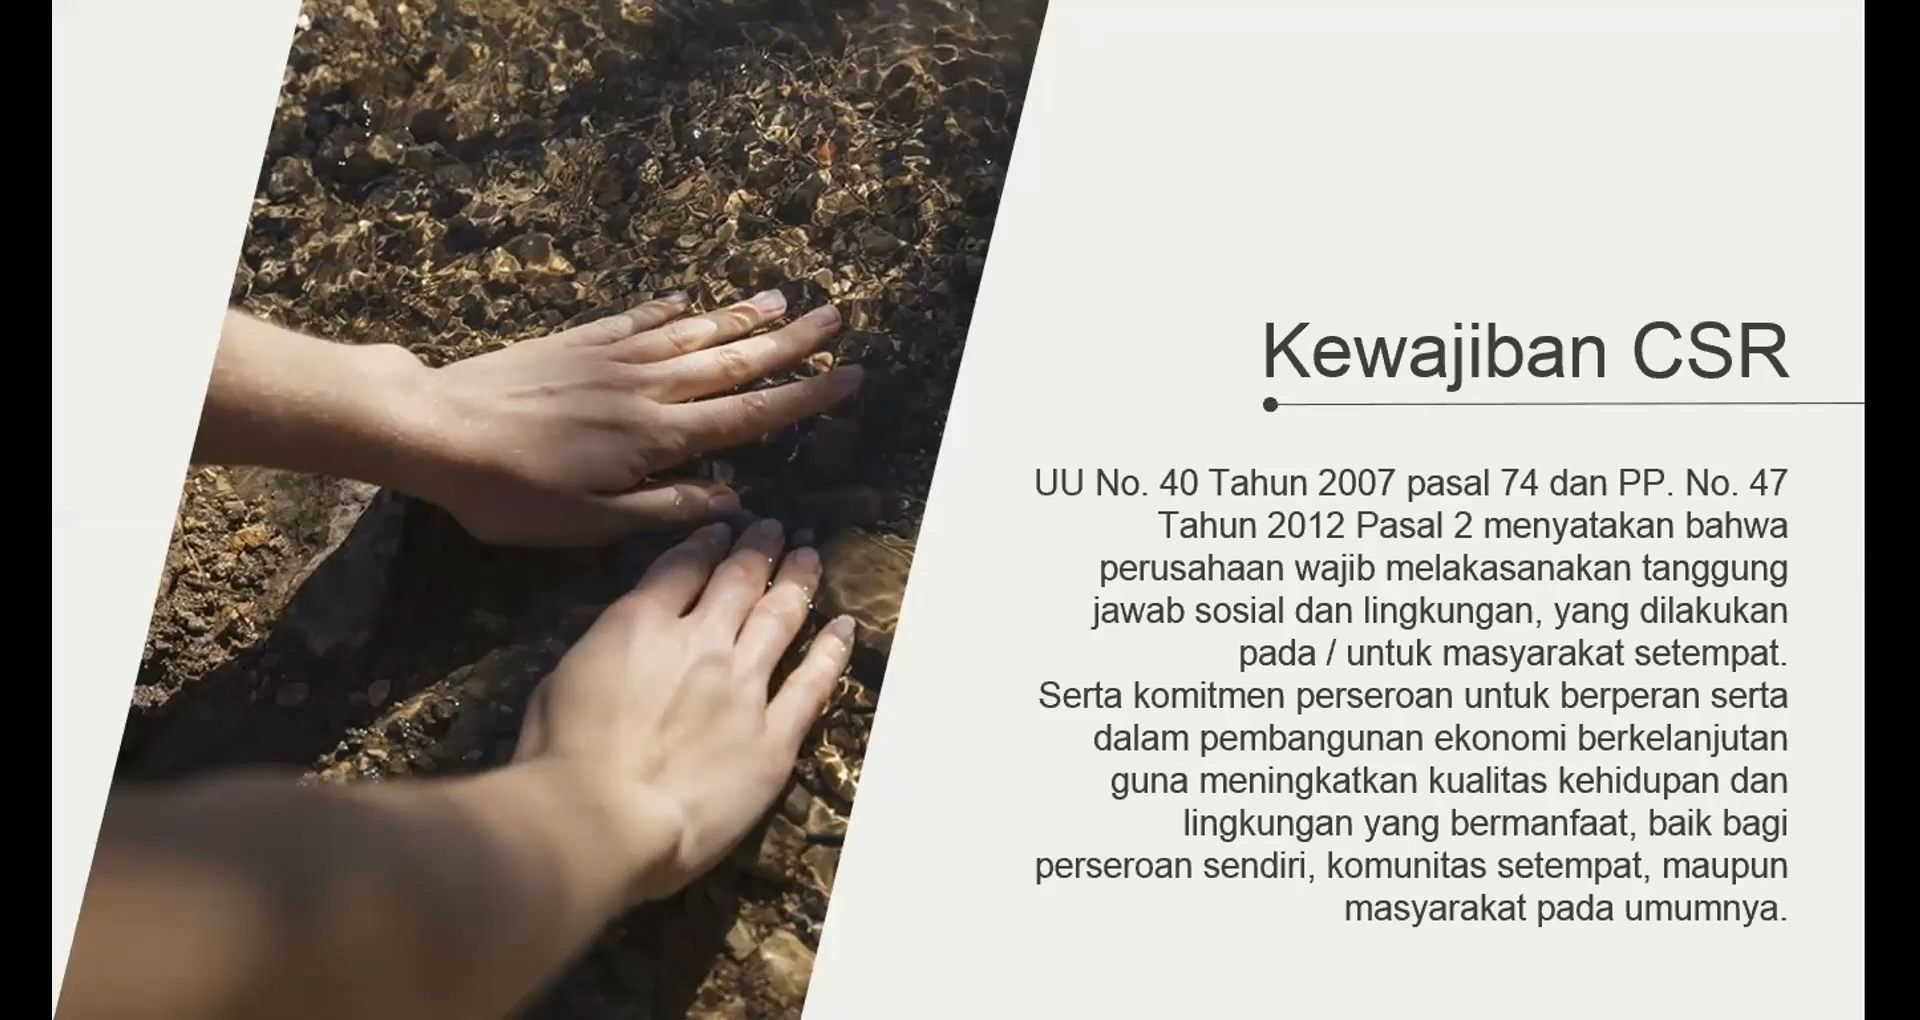 Kewajiban CSR
UU No. 40 Tahun 2007 pasal 74 dan PP. No. 47
Tahun 2012 Pasal 2 menyatakan bahwa
perusahaan wajib melakasanakan tanggung
jawab sosial dan lingkungan, yang dilakukan
pada / untuk masyarakat setempat.
Serta komitmen perseroan untuk berperan serta
dalam pembangunan ekonomi berkelanjutan
guna meningkatkan kualitas kehidupan dan
lingkungan yang bermanfaat, baik bagi
perseroan sendiri, komunitas setempat, maupun
masyarakat pada umumnya.